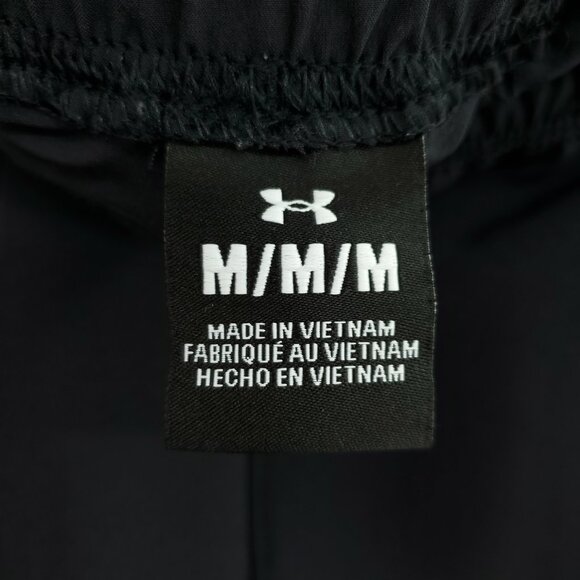 M/M/M
MADE IN VIETNAM
FABRIQUÉ AU VIETNAM
HECHO EN VIETNAM